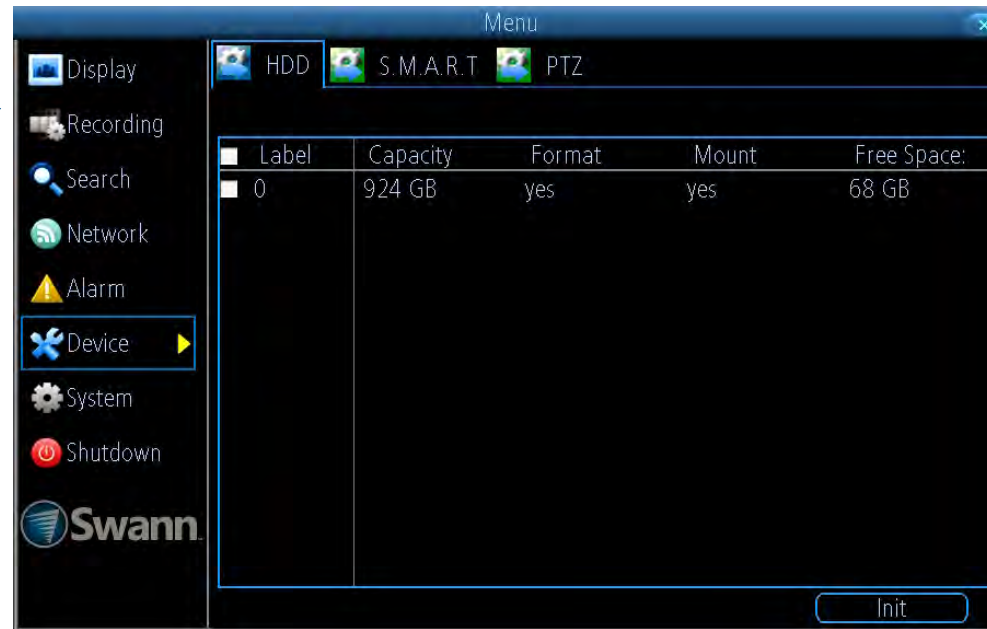 Menu
Display
Recording
Search
Network
Alarm
Device
System
Shutdown
Swann
HDD S.M.A.R.T PTZ
Label Capacity Format Mount Free Space:
0 924 GB yes yes 68 GB
Init